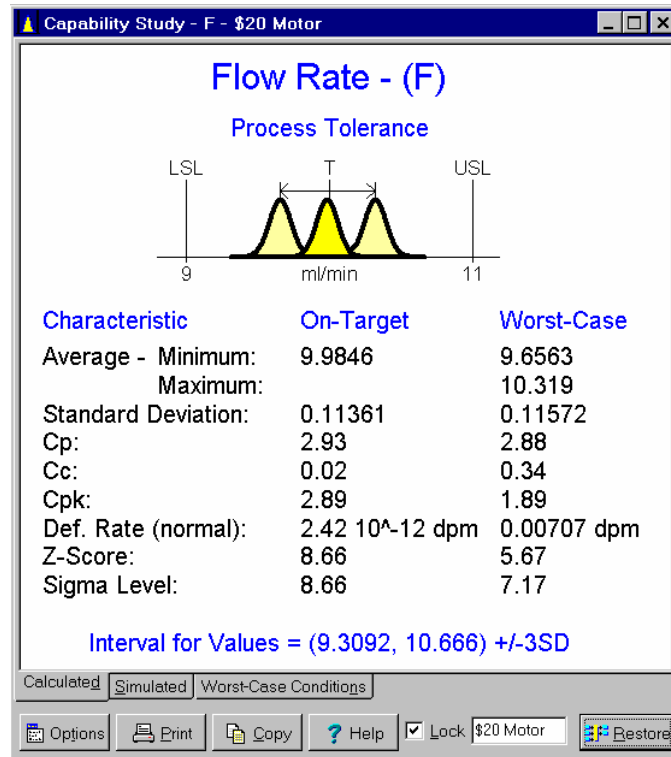 Capability Study - F - $20 Motor
Flow Rate - (F)
Process Tolerance
LSL T USL
9 ml/min 11
Characteristic On-Target Worst-Case
Average - Minimum: 9.9846 9.6563
Maximum: 10.319
Standard Deviation: 0.11361 0.11572
Cp: 2.93 2.88
Cc: 0.02 0.34
Cpk: 2.89 1.89
Def. Rate (normal): 2.42 10^-12 dpm 0.00707 dpm
Z-Score: 8.66 5.67
Sigma Level: 8.66 7.17
Interval for Values = (9.3092, 10.666) +/-3SD
Calculated Simulated Worst-Case Conditions
Options Print Copy ? Help Lock $20 Motor Restore